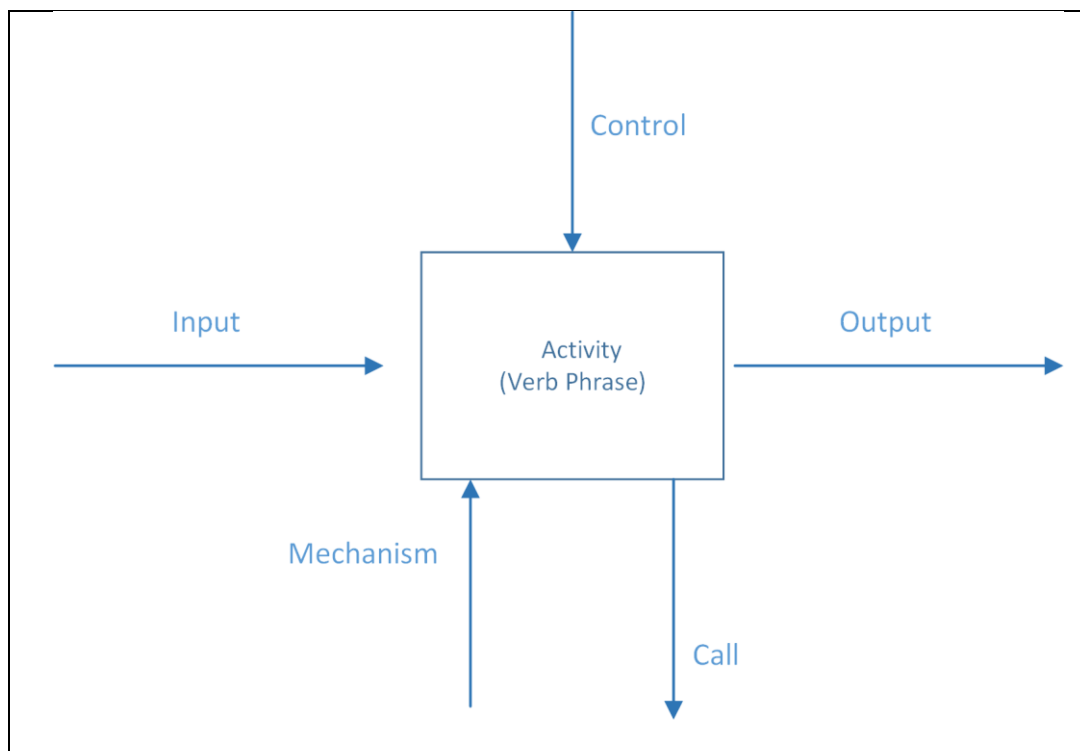 Control
Input
Output
Activity
(Verb Phrase)
Mechanism
Call